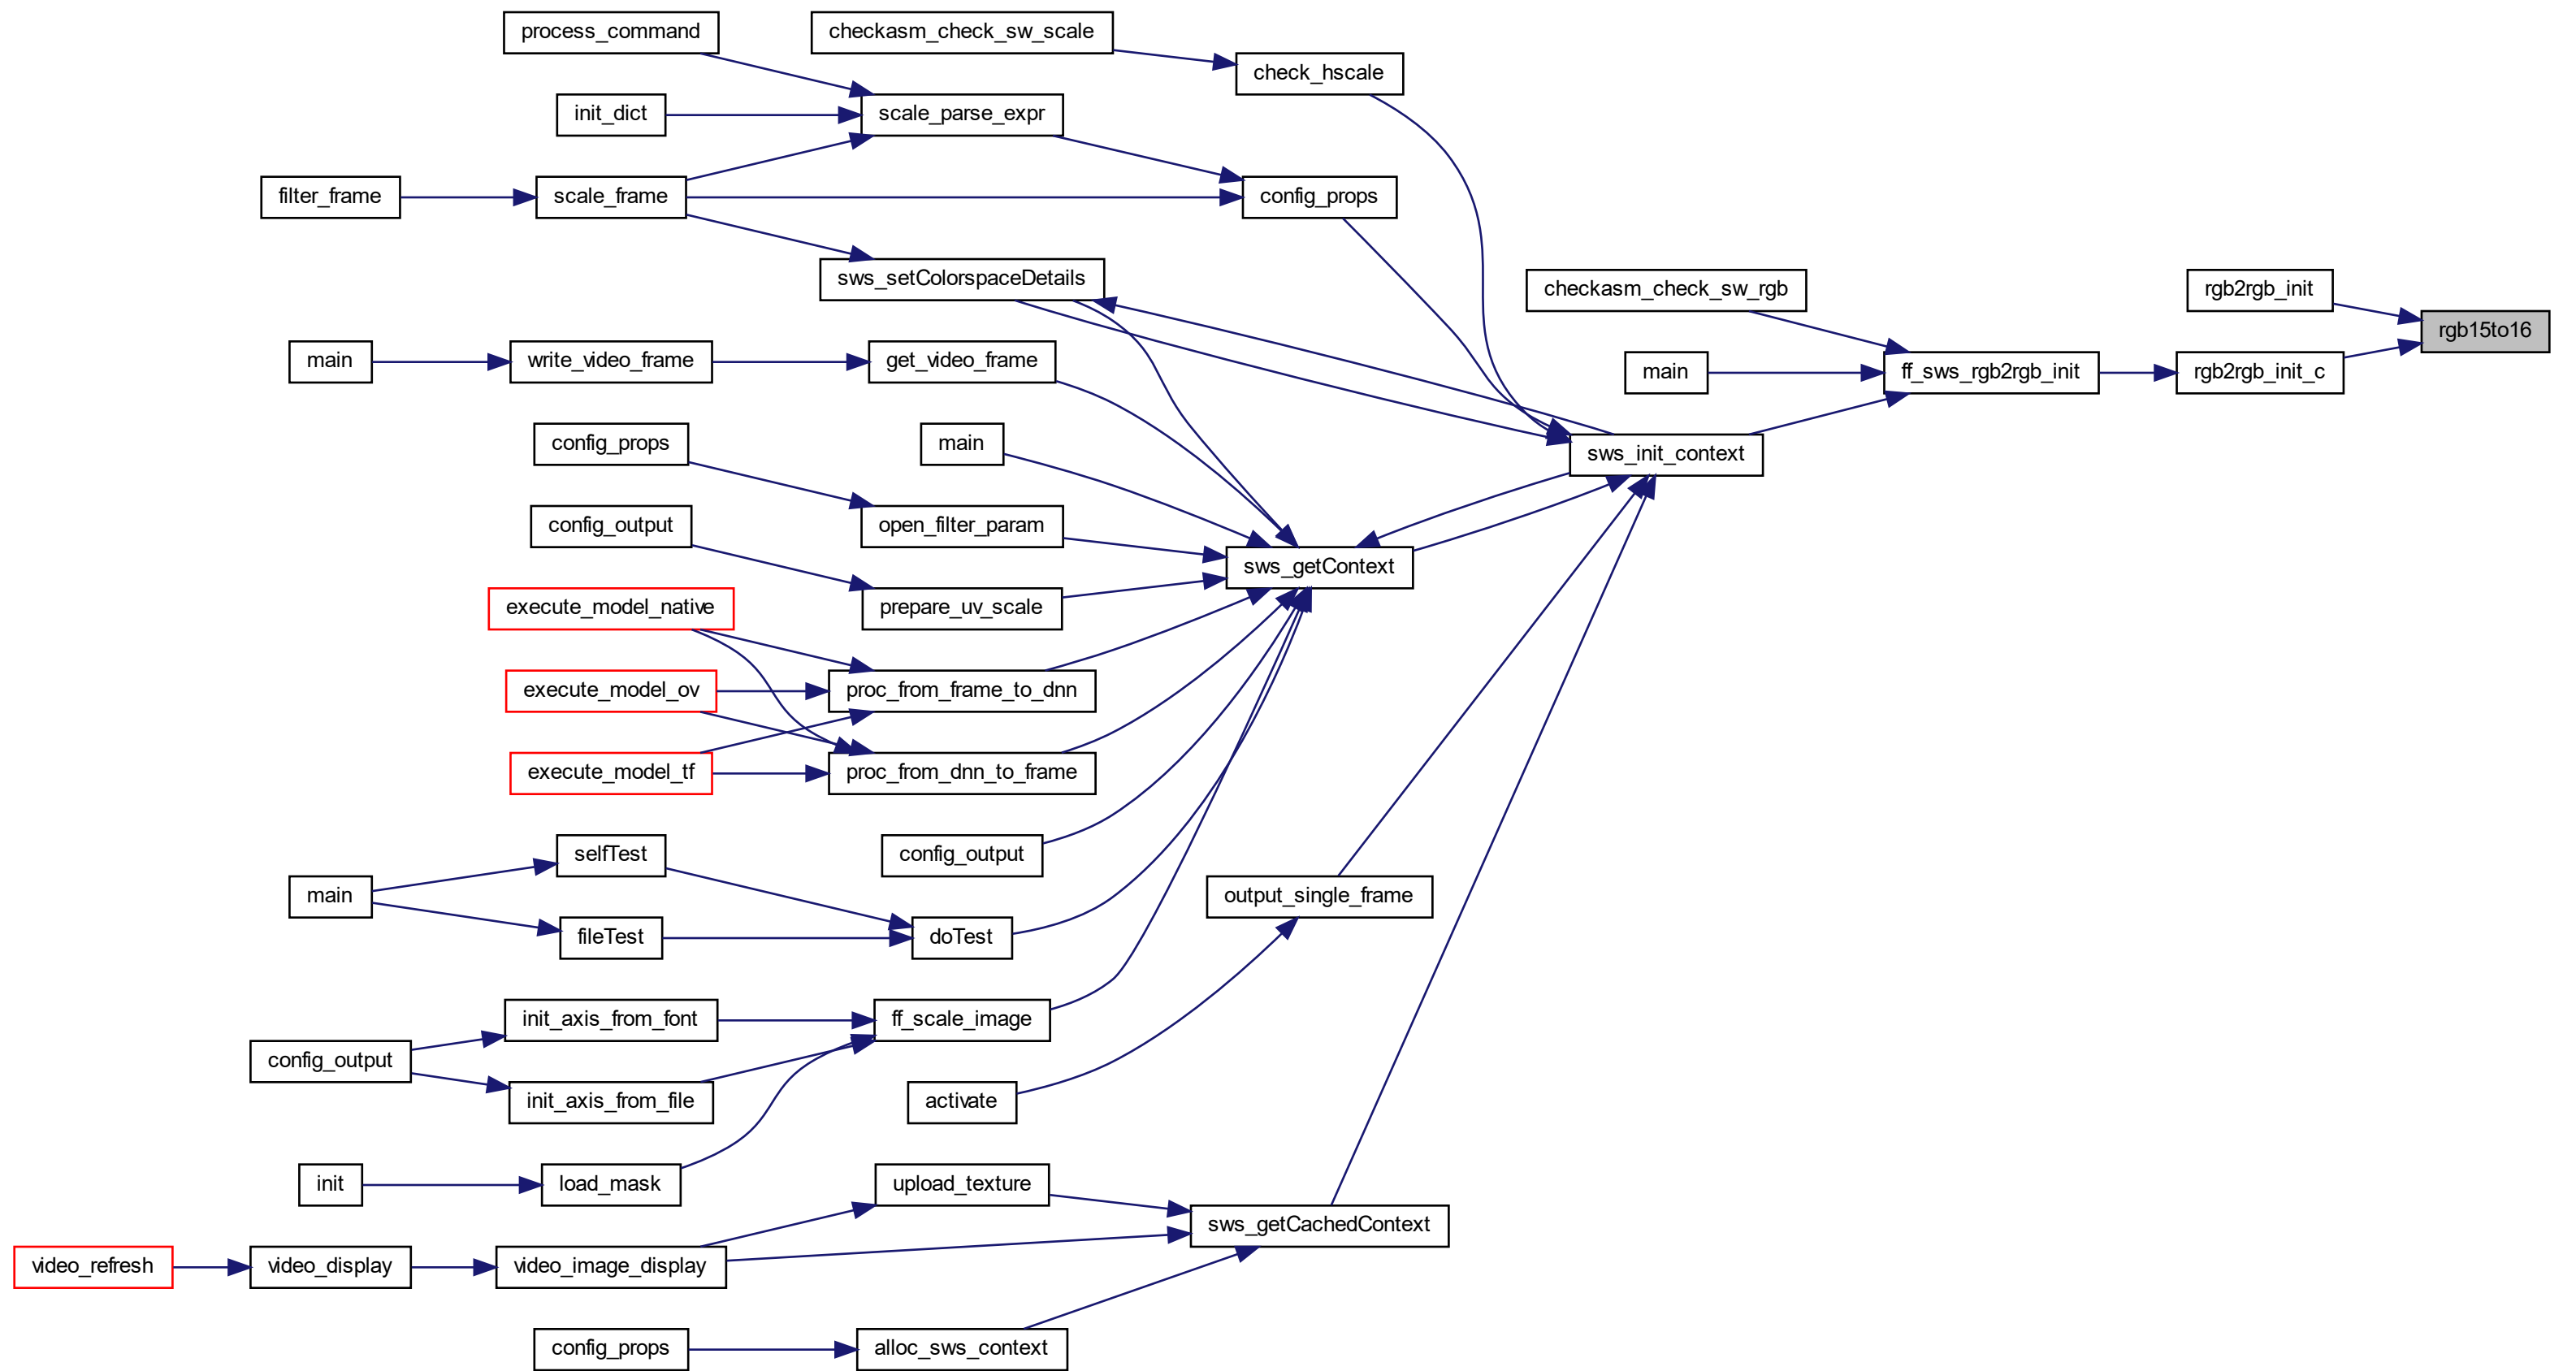 process_command
checkasm_check_sw_scale
check_hscale
init_dict
scale_parse_expr
filter_frame
scale_frame
config_props
sws_setColorspaceDetails
checkasm_check_sw_rgb
rgb2rgb_init
rgb15to16
main
write_video_frame
get_video_frame
main
ff_sws_rgb2rgb_init
rgb2rgb_init_c
config_props
main
sws_init_context
config_output
open_filter_param
sws_getContext
execute_model_native
prepare_uv_scale
execute_model_ov
proc_from_frame_to_dnn
execute_model_tf
proc_from_dnn_to_frame
selfTest
config_output
main
output_single_frame
fileTest
doTest
init_axis_from_font
ff_scale_image
config_output
init_axis_from_file
activate
init
load_mask
upload_texture
sws_getCachedContext
video_refresh
video_display
video_image_display
config_props
alloc_sws_context